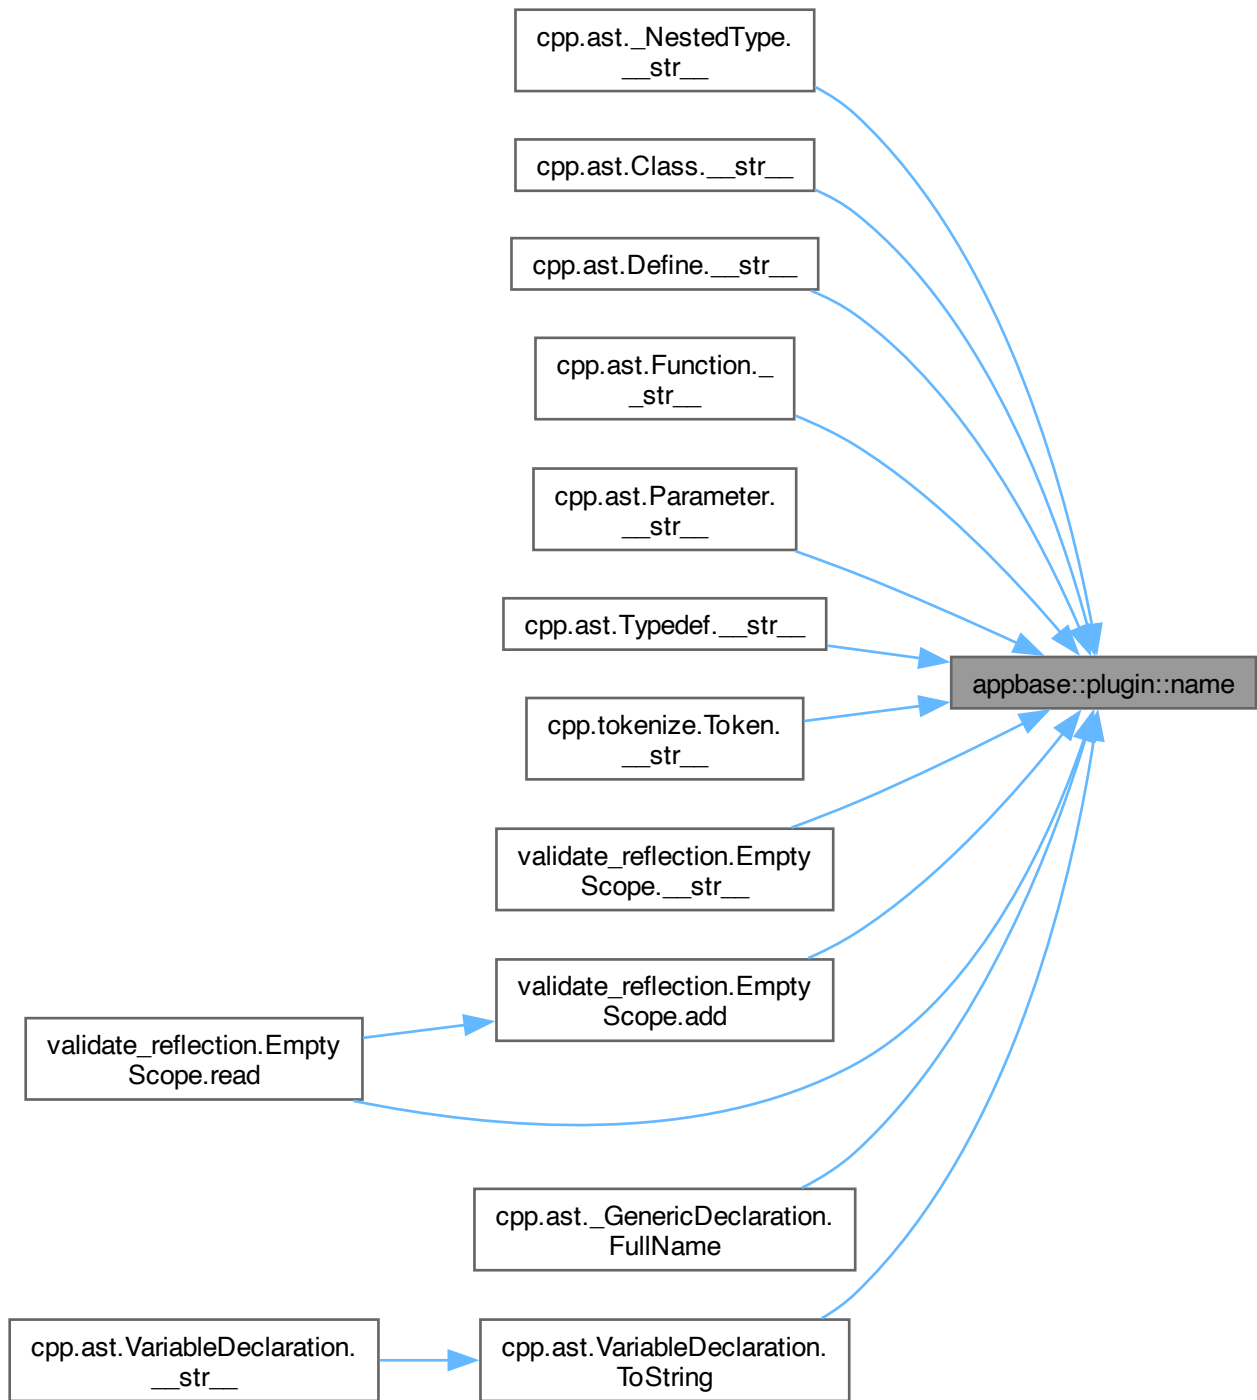 cpp.ast._NestedType.
__str__
cpp.ast.Class.__str__
cpp.ast.Define.__str__
cpp.ast.Function._
_str__
cpp.ast.Parameter.
__str__
cpp.ast.Typedef.__str__
appbase::plugin::name
cpp.tokenize.Token.
__str__
validate_reflection.Empty
Scope.__str__
validate_reflection.Empty
Scope.add
validate_reflection.Empty
Scope.read
cpp.ast._GenericDeclaration.
FullName
cpp.ast.VariableDeclaration.
__str__
cpp.ast.VariableDeclaration.
ToString